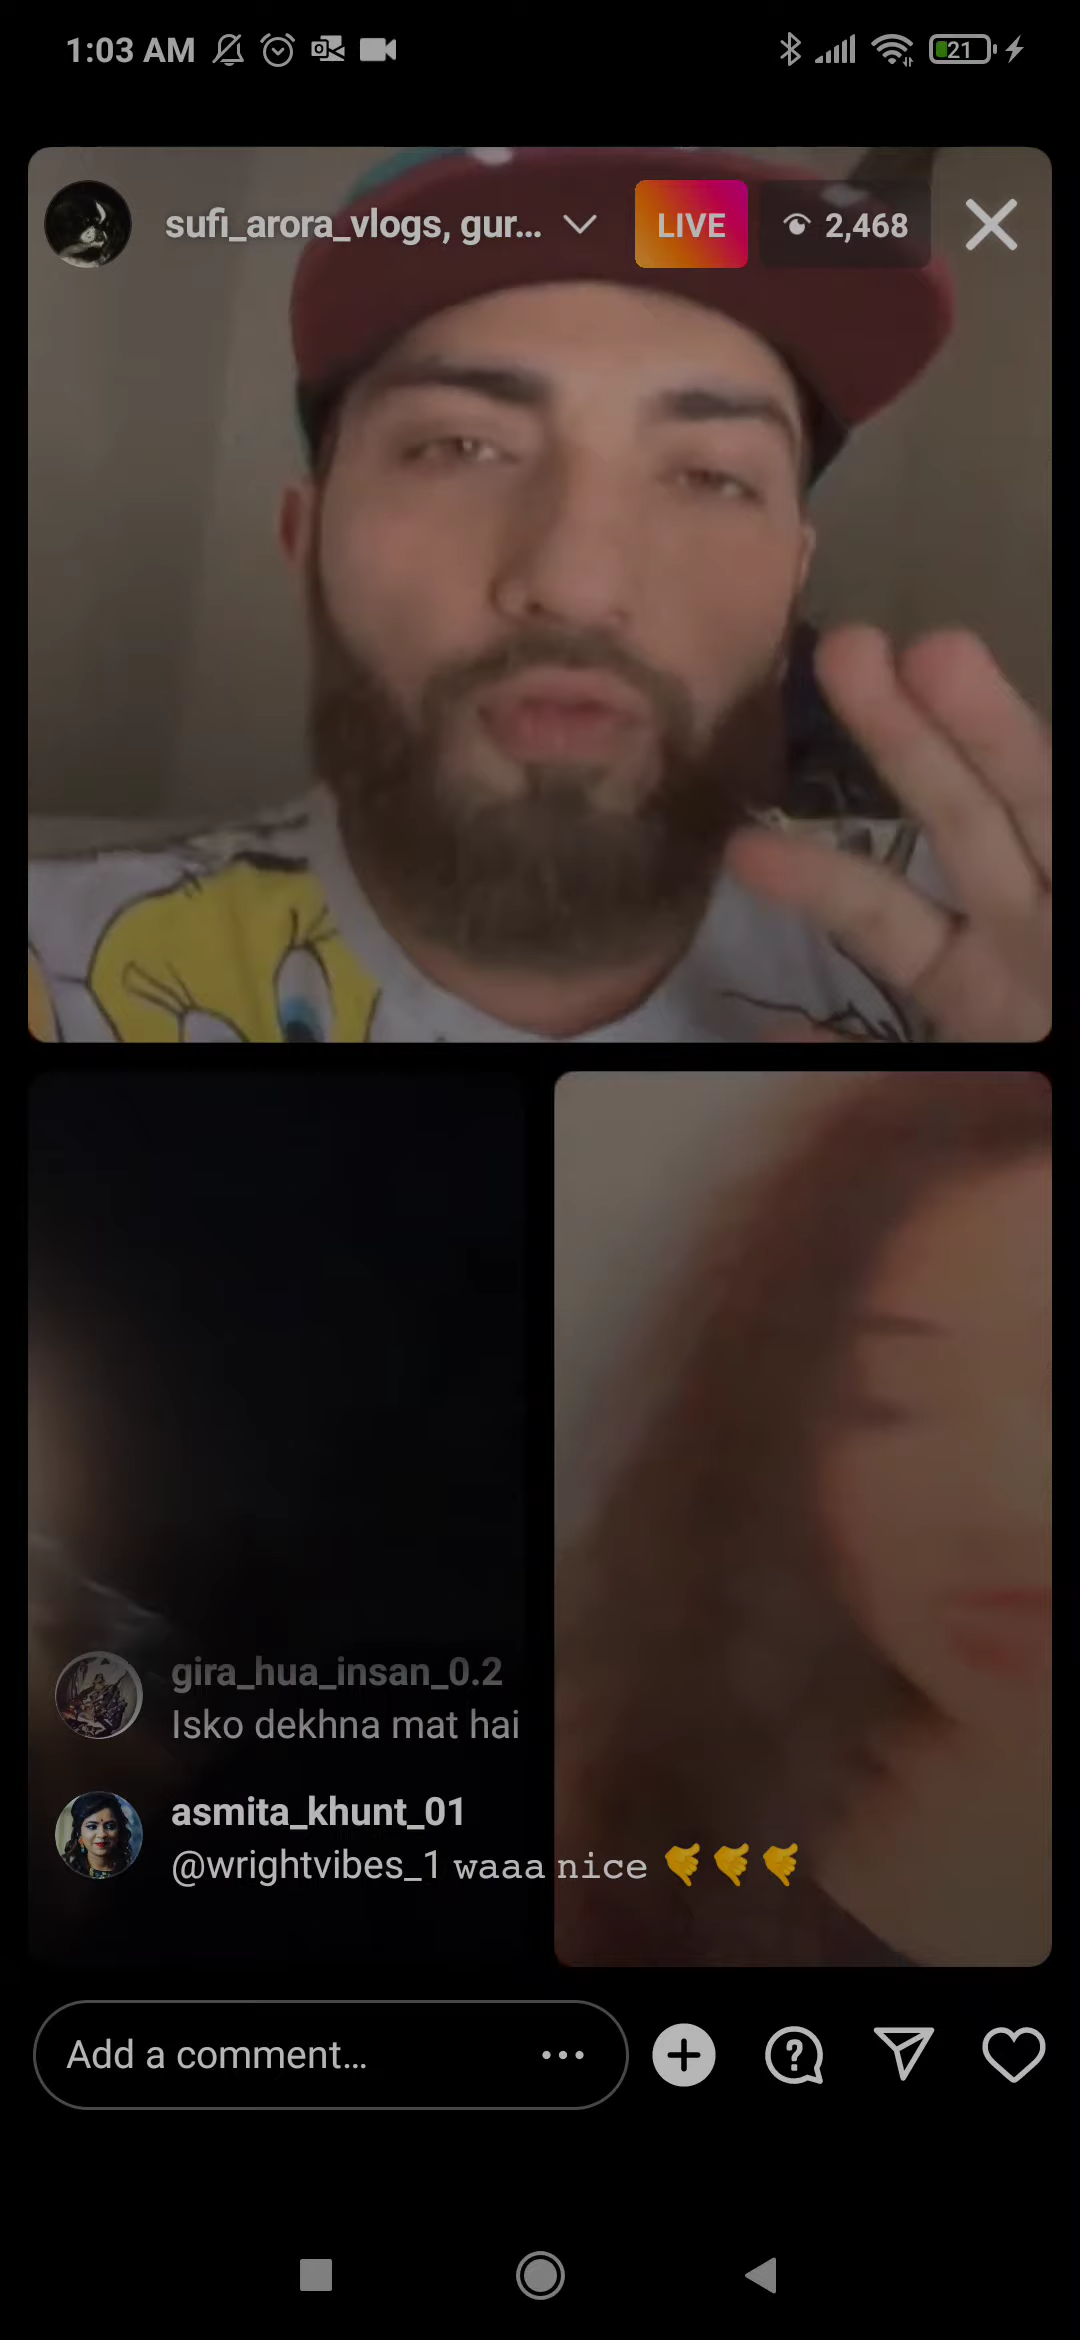 1:03 AM
21
sufi_arora_vlogs, gur...
LIVE
2,468
gira_hua_insan_0.2
Isko dekhna mat hai
asmita_khunt_01
@wrightvibes_1 waaa nice 🤙🤙🤙
Add a comment...